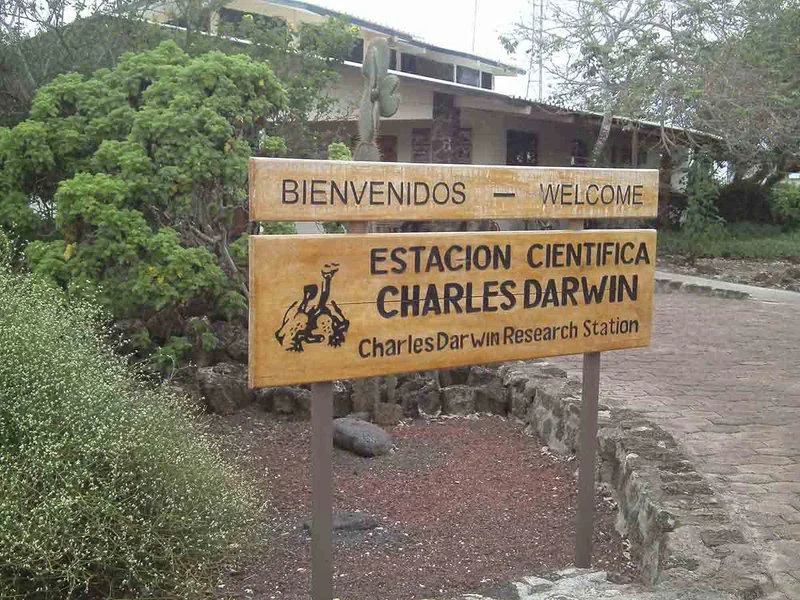 BIENVENIDOS — WELCOME
ESTACION CIENTIFICA
CHARLES DARWIN
Charles Darwin Research Station